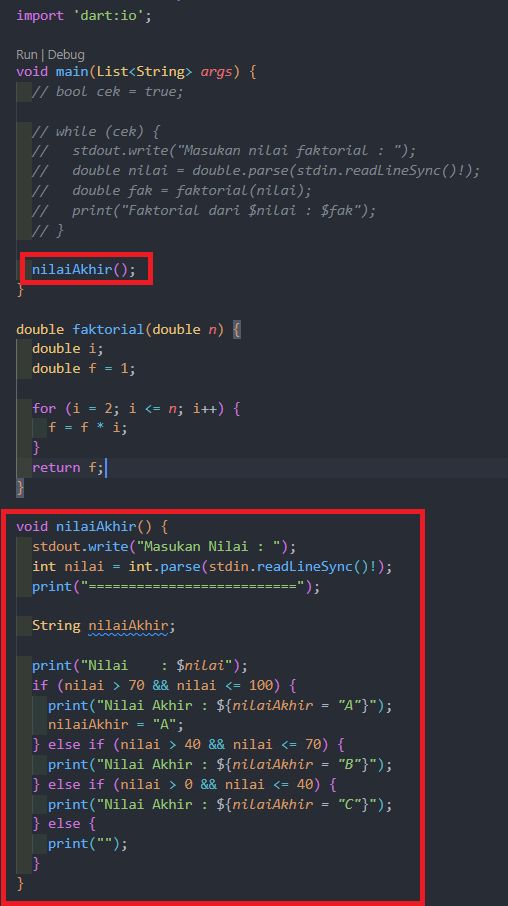 import 'dart:io';
Run | Debug
void main(List<String> args) {
// bool cek = true;
// while (cek) {
//   stdout.write("Masukan nilai faktorial : ");
//   double nilai = double.parse(stdin.readLineSync()!);
//   double fak = faktorial(nilai);
//   print("Faktorial dari $nilai : $fak");
// }
nilaiAkhir();
}
double faktorial(double n) {
double i;
double f = 1;
for (i = 2; i <= n; i++) {
f = f * i;
}
return f;
}
void nilaiAkhir() {
stdout.write("Masukan Nilai : ");
int nilai = int.parse(stdin.readLineSync()!);
print("==========================");
String nilaiAkhir;
print("Nilai    : $nilai");
if (nilai > 70 && nilai <= 100) {
print("Nilai Akhir : ${nilaiAkhir = "A"}");
nilaiAkhir = "A";
} else if (nilai > 40 && nilai <= 70) {
print("Nilai Akhir : ${nilaiAkhir = "B"}");
} else if (nilai > 0 && nilai <= 40) {
print("Nilai Akhir : ${nilaiAkhir = "C"}");
} else {
print("");
}
}